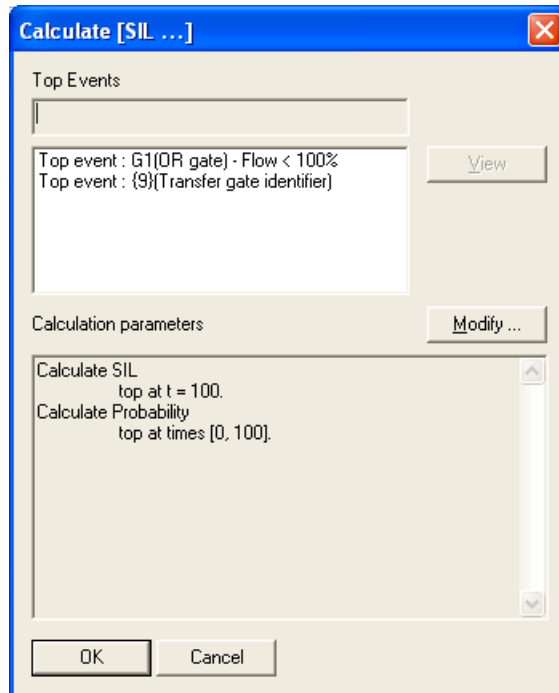 Calculate [SIL ...]
Top Events
Top event : G1(OR gate) - Flow < 100%
Top event : {9}(Transfer gate identifier)
View
Calculation parameters
Modify ...
Calculate SIL
top at t = 100.
Calculate Probability
top at times [0, 100].
OK
Cancel